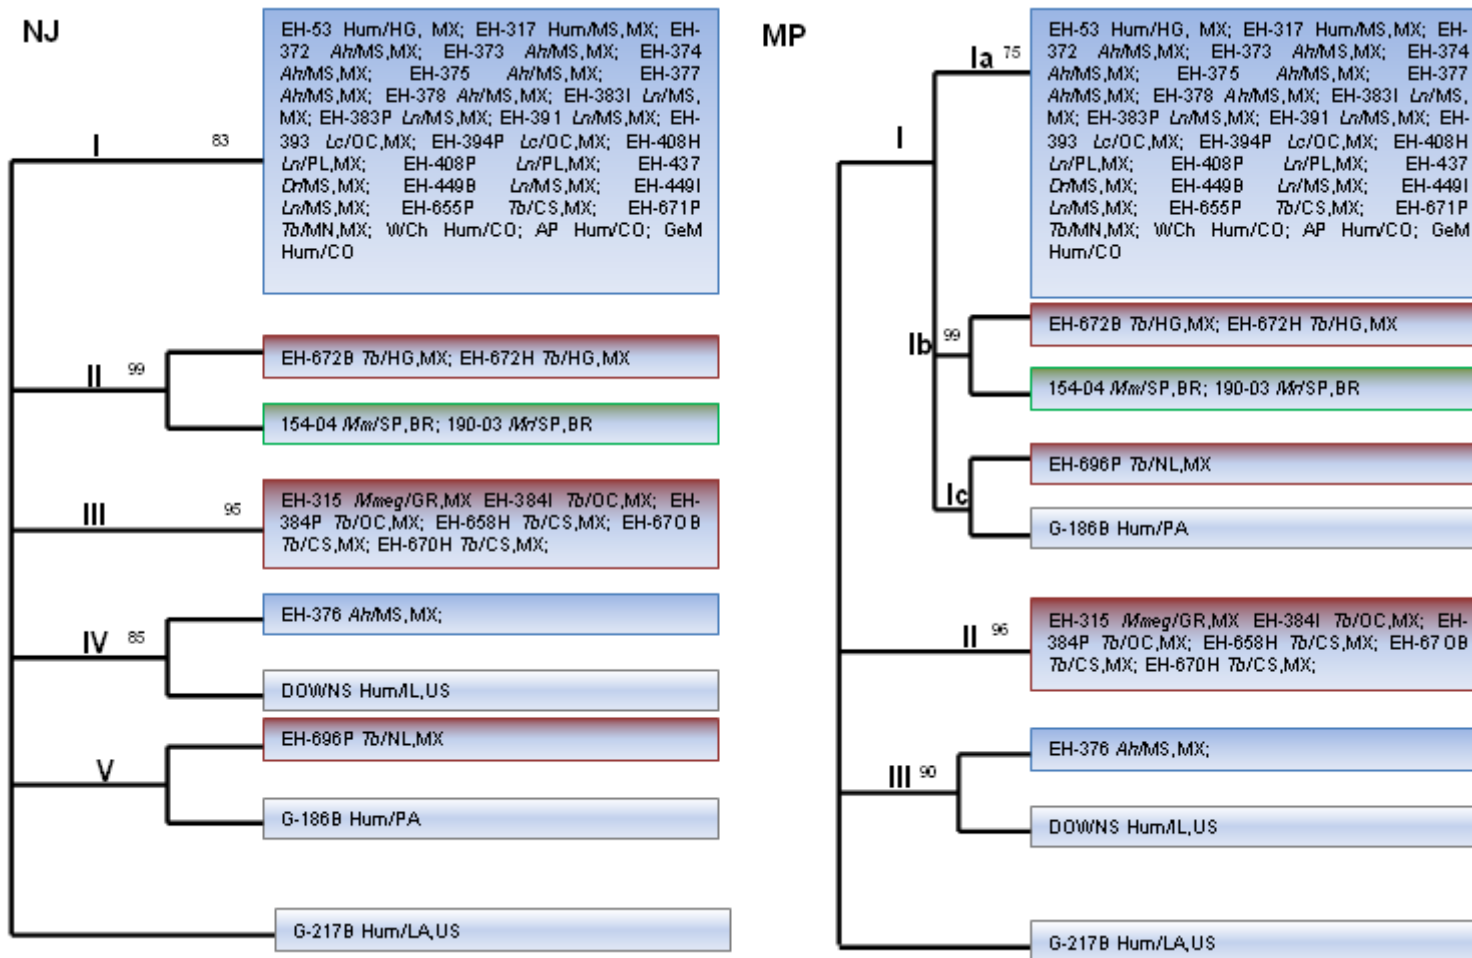 NJ
I
83
EH-53 Hum/HG, MX; EH-317 Hum/MS,MX; EH-
372 Ah/MS,MX; EH-373 Ah/MS,MX; EH-374
Ah/MS,MX; EH-375 Ah/MS,MX; EH-377
Ah/MS,MX; EH-378 Ah/MS,MX; EH-383I Ln/MS,
MX; EH-383P Ln/MS,MX; EH-391 Ln/MS,MX; EH-
393 Lc/OC,MX; EH-394P Lc/OC,MX; EH-408H
Ln/PL,MX; EH-408P Ln/PL,MX; EH-437
Dr/MS,MX; EH-449B Ln/MS,MX; EH-449I
Ln/MS,MX; EH-655P Tb/CS,MX; EH-671P
Tb/MN,MX; WCh Hum/CO; AP Hum/CO; GeM
Hum/CO
II
99
EH-672B Tb/HG,MX; EH-672H Tb/HG,MX
154-04 Mm/SP,BR; 190-03 Mr/SP,BR
III
95
EH-315 Mmeg/GR,MX EH-384I Tb/OC,MX; EH-
384P Tb/OC,MX; EH-658H Tb/CS,MX; EH-670B
Tb/CS,MX; EH-670H Tb/CS,MX;
IV
85
EH-376 Ah/MS,MX;
DOWNS Hum/IL,US
V
EH-696P Tb/NL,MX
G-186B Hum/PA
G-217B Hum/LA,US
MP
I
Ia
75
EH-53 Hum/HG, MX; EH-317 Hum/MS,MX; EH-
372 Ah/MS,MX; EH-373 Ah/MS,MX; EH-374
Ah/MS,MX; EH-375 Ah/MS,MX; EH-377
Ah/MS,MX; EH-378 Ah/MS,MX; EH-383I Ln/MS,
MX; EH-383P Ln/MS,MX; EH-391 Ln/MS,MX; EH-
393 Lc/OC,MX; EH-394P Lc/OC,MX; EH-408H
Ln/PL,MX; EH-408P Ln/PL,MX; EH-437
Dr/MS,MX; EH-449B Ln/MS,MX; EH-449I
Ln/MS,MX; EH-655P Tb/CS,MX; EH-671P
Tb/MN,MX; WCh Hum/CO; AP Hum/CO; GeM
Hum/CO
Ib
99
EH-672B Tb/HG,MX; EH-672H Tb/HG,MX
154-04 Mm/SP,BR; 190-03 Mr/SP,BR
Ic
EH-696P Tb/NL,MX
G-186B Hum/PA
II
96
EH-315 Mmeg/GR,MX EH-384I Tb/OC,MX; EH-
384P Tb/OC,MX; EH-658H Tb/CS,MX; EH-670B
Tb/CS,MX; EH-670H Tb/CS,MX;
III
90
EH-376 Ah/MS,MX;
DOWNS Hum/IL,US
G-217B Hum/LA,US